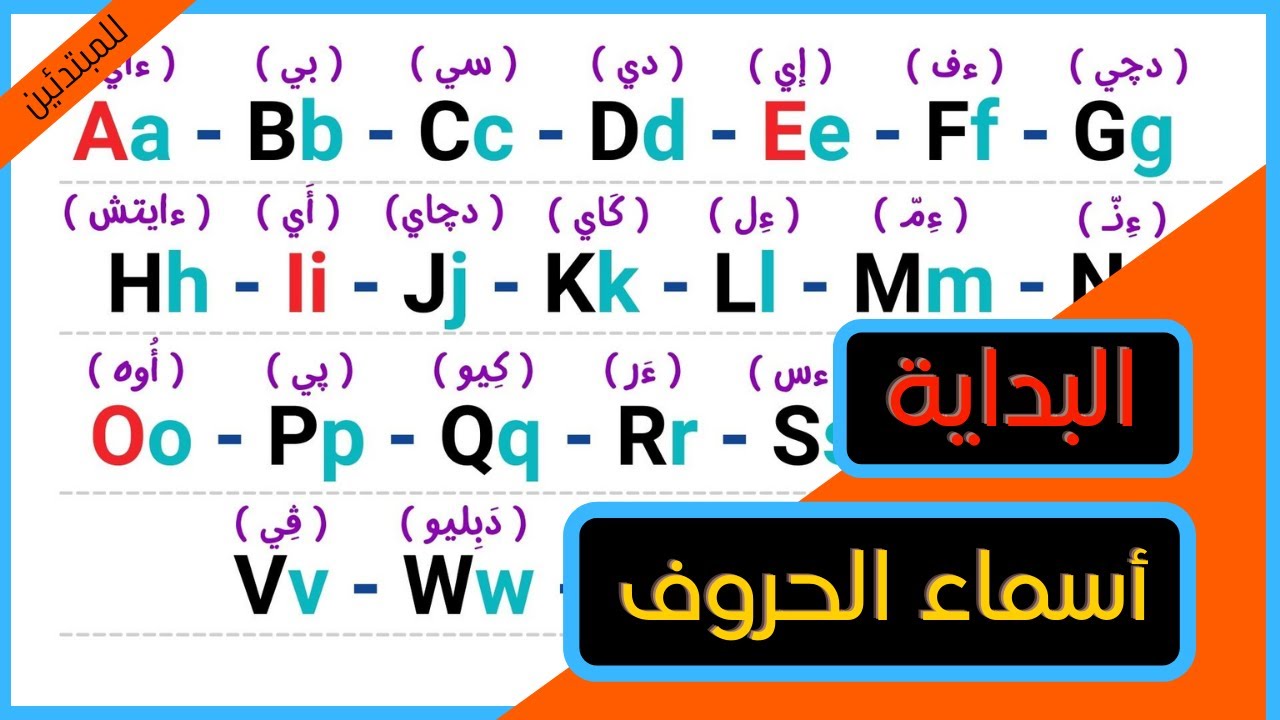 للمبتدئين
( ءاي ) ( بي ) ( سي ) ( دي ) ( إي ) ( ءف ) ( دچي )
Aa - Bb - Cc - Dd - Ee - Ff - Gg
( ءايتش ) ( أَي ) ( دچاي ) ( كَاي ) ( ءِل ) ( ءِمّ ) ( ءِنّـ )
Hh - Ii - Jj - Kk - Ll - Mm - N
( أُوه ) ( پي ) ( كِيو ) ( ءَر ) ( ءس
Oo - Pp - Qq - Rr - Ss
البداية
( ڤِي ) ( دَبِليو )
Vv - Ww -
أسماء الحروف